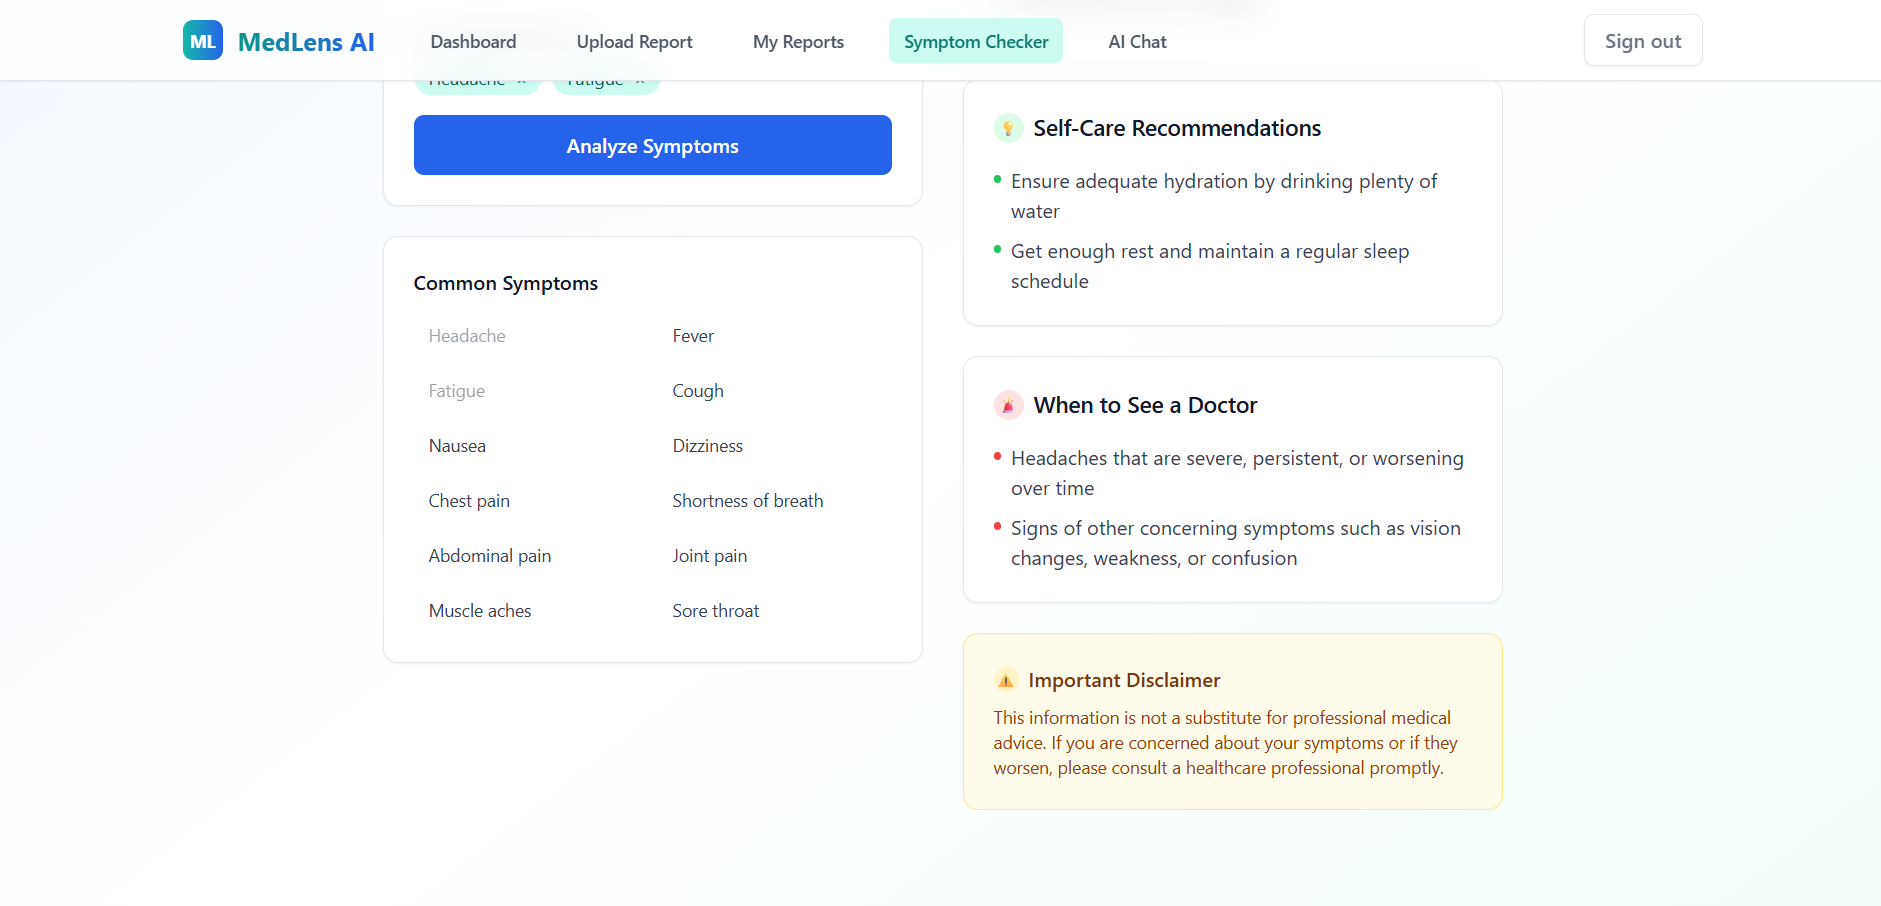 ML MedLens AI Dashboard Upload Report My Reports Symptom Checker AI Chat Sign out
Headache × Fatigue ×
Analyze Symptoms
Common Symptoms
Headache Fever
Fatigue Cough
Nausea Dizziness
Chest pain Shortness of breath
Abdominal pain Joint pain
Muscle aches Sore throat
Self-Care Recommendations
Ensure adequate hydration by drinking plenty of
water
Get enough rest and maintain a regular sleep
schedule
When to See a Doctor
Headaches that are severe, persistent, or worsening
over time
Signs of other concerning symptoms such as vision
changes, weakness, or confusion
Important Disclaimer
This information is not a substitute for professional medical
advice. If you are concerned about your symptoms or if they
worsen, please consult a healthcare professional promptly.